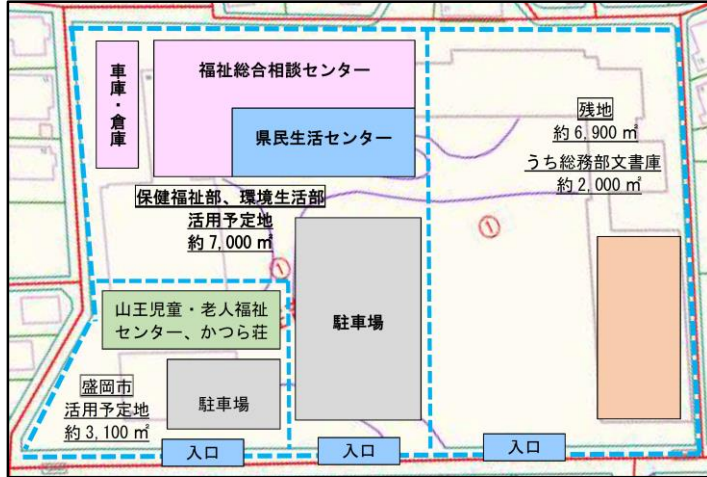 車庫・倉庫
福祉総合相談センター
県民生活センター
残地
約6,900㎡
うち総務部文書庫
約2,000㎡
保健福祉部、環境生活部
活用予定地
約7,000㎡
①
①
山王児童・老人福祉
センター、かつら荘
駐車場
盛岡市
活用予定地
約3,100㎡
駐車場
入口
入口
入口